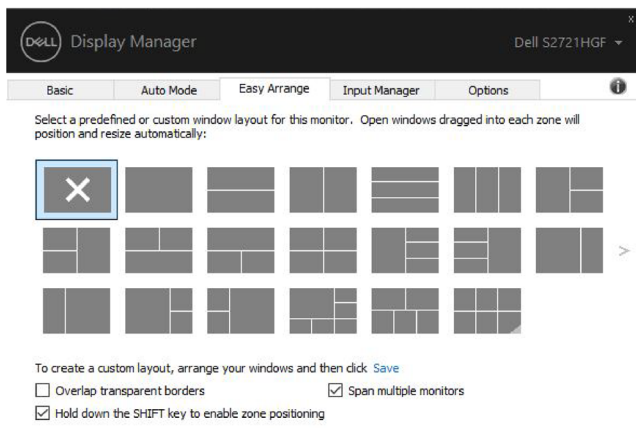 x
DELL Display Manager
Dell S2721HGF
Basic Auto Mode Easy Arrange Input Manager Options
Select a predefined or custom window layout for this monitor. Open windows dragged into each zone will
position and resize automatically:
>
To create a custom layout, arrange your windows and then click Save
Overlap transparent borders
Span multiple monitors
Hold down the SHIFT key to enable zone positioning